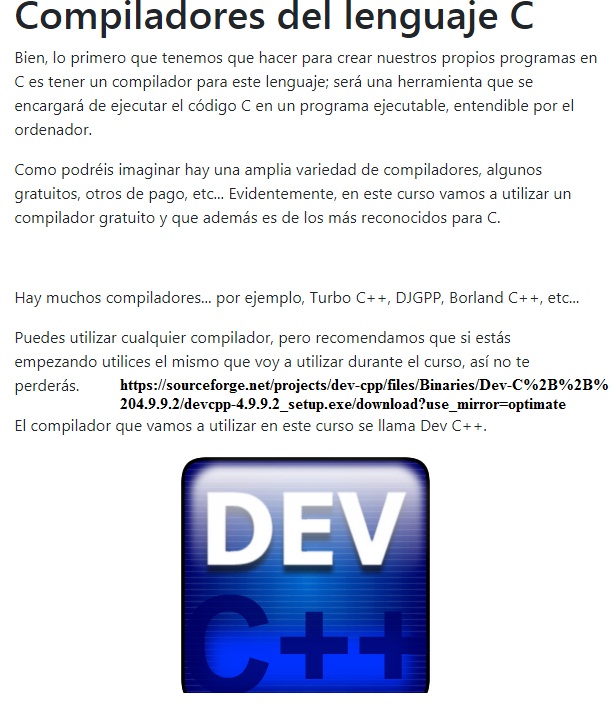 Compiladores del lenguaje C
Bien, lo primero que tenemos que hacer para crear nuestros propios programas en
C es tener un compilador para este lenguaje; será una herramienta que se
encargará de ejecutar el código C en un programa ejecutable, entendible por el
ordenador.
Como podréis imaginar hay una amplia variedad de compiladores, algunos
gratuitos, otros de pago, etc... Evidentemente, en este curso vamos a utilizar un
compilador gratuito y que además es de los más reconocidos para C.
Hay muchos compiladores... por ejemplo, Turbo C++, DJGPP, Borland C++, etc...
Puedes utilizar cualquier compilador, pero recomendamos que si estás
empezando utilices el mismo que voy a utilizar durante el curso, así no te
perderás.
https://sourceforge.net/projects/dev-cpp/files/Binaries/Dev-C%2B%2B%
204.9.9.2/devcpp-4.9.9.2_setup.exe/download?use_mirror=optimate
El compilador que vamos a utilizar en este curso se llama Dev C++.
DEV
C++